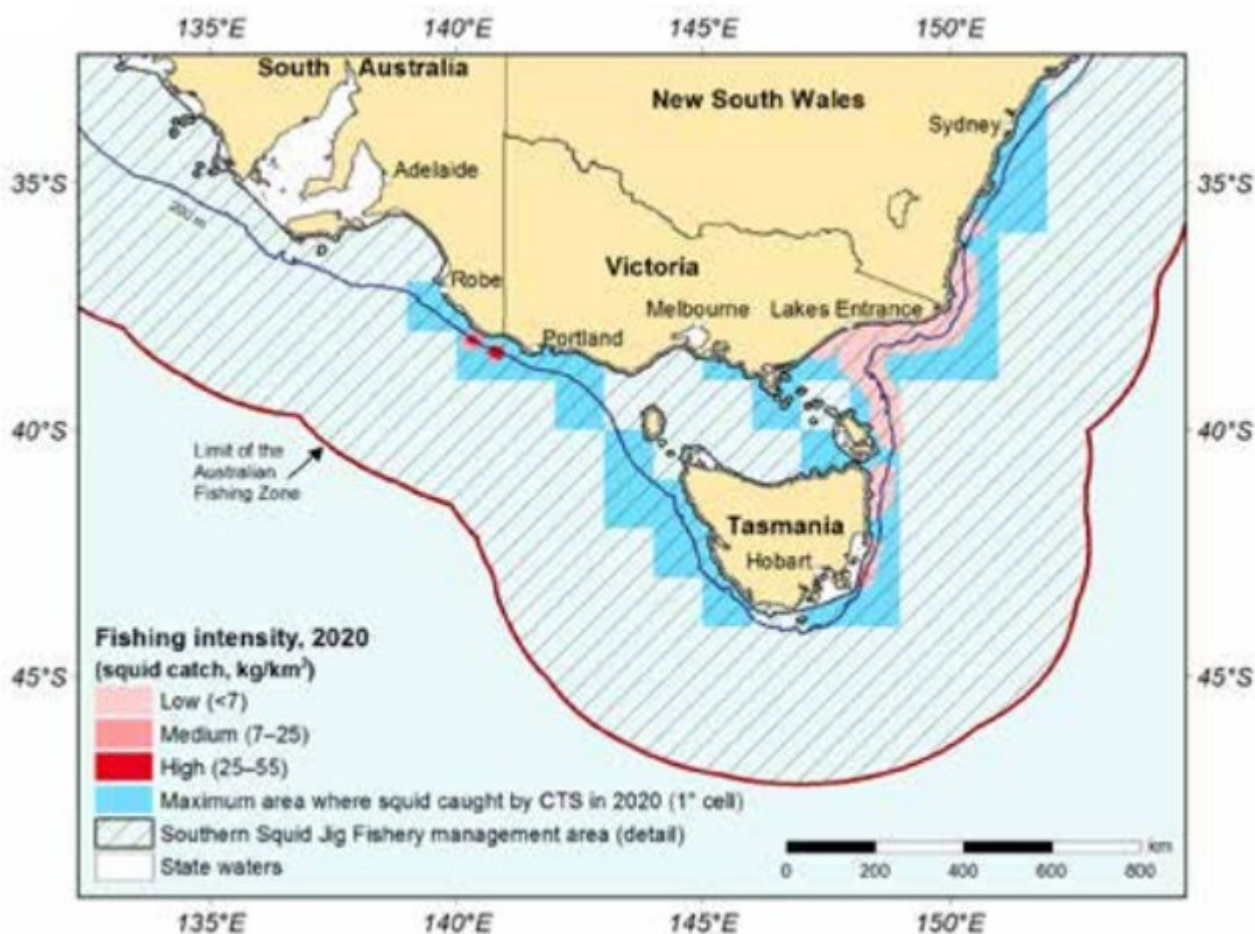 135°E 140°E 145°E 150°E
South Australia
New South Wales
Sydney
Adelaide
35°S 35°S
200 m
Victoria
Robe
Melbourne Lakes Entrance
Portland
40°S 40°S
Limit of the
Australian
Fishing Zone
Tasmania
Hobart
Fishing intensity, 2020
(squid catch, kg/km²)
45°S 45°S
Low (<7)
Medium (7–25)
High (25–55)
Maximum area where squid caught by CTS in 2020 (1° cell)
Southern Squid Jig Fishery management area (detail)
State waters
km
0 200 400 600 800
135°E 140°E 145°E 150°E